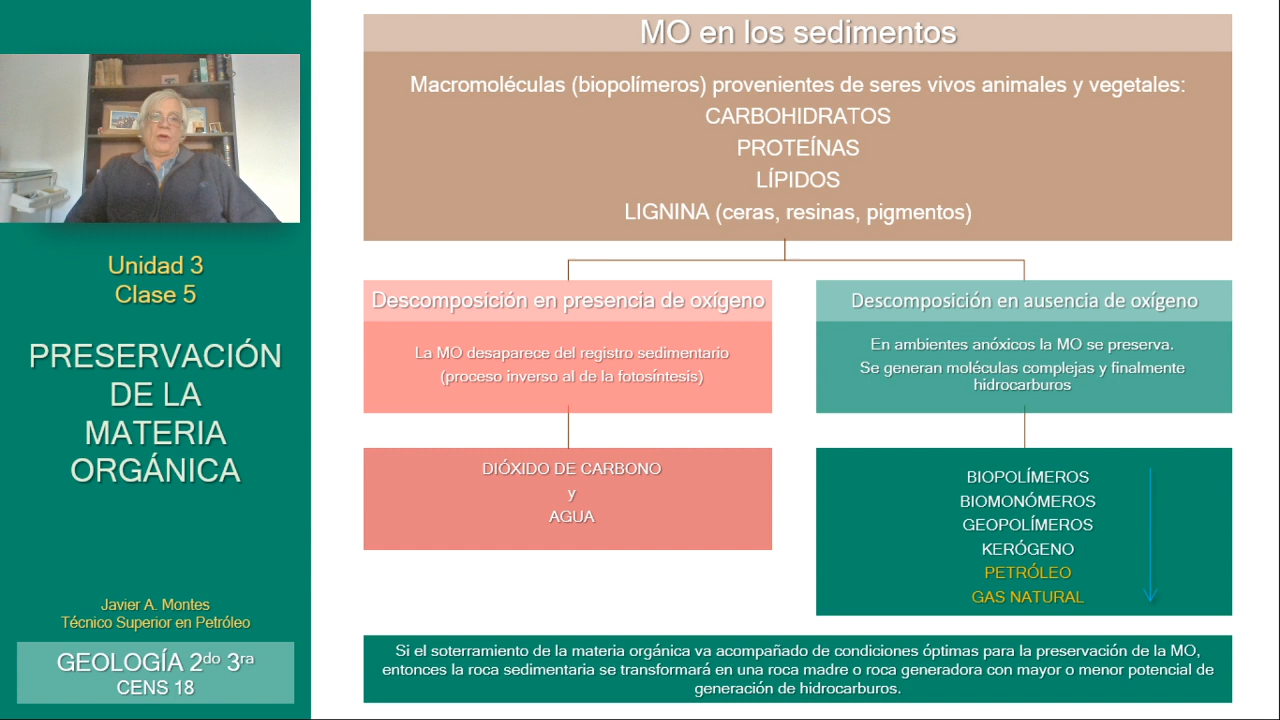 Unidad 3
Clase 5
PRESERVACIÓN
DE LA
MATERIA
ORGÁNICA
Javier A. Montes
Técnico Superior en Petróleo
GEOLOGÍA 2do 3ra
CENS 18
MO en los sedimentos
Macromoléculas (biopolímeros) provenientes de seres vivos animales y vegetales:
CARBOHIDRATOS
PROTEÍNAS
LÍPIDOS
LIGNINA (ceras, resinas, pigmentos)
Descomposición en presencia de oxígeno
La MO desaparece del registro sedimentario
(proceso inverso al de la fotosíntesis)
DIÓXIDO DE CARBONO
y
AGUA
Descomposición en ausencia de oxígeno
En ambientes anóxicos la MO se preserva.
Se generan moléculas complejas y finalmente
hidrocarburos
BIOPOLÍMEROS
BIOMONÓMEROS
GEOPOLÍMEROS
KERÓGENO
PETRÓLEO
GAS NATURAL
Si el soterramiento de la materia orgánica va acompañado de condiciones óptimas para la preservación de la MO,
entonces la roca sedimentaria se transformará en una roca madre o roca generadora con mayor o menor potencial de
generación de hidrocarburos.